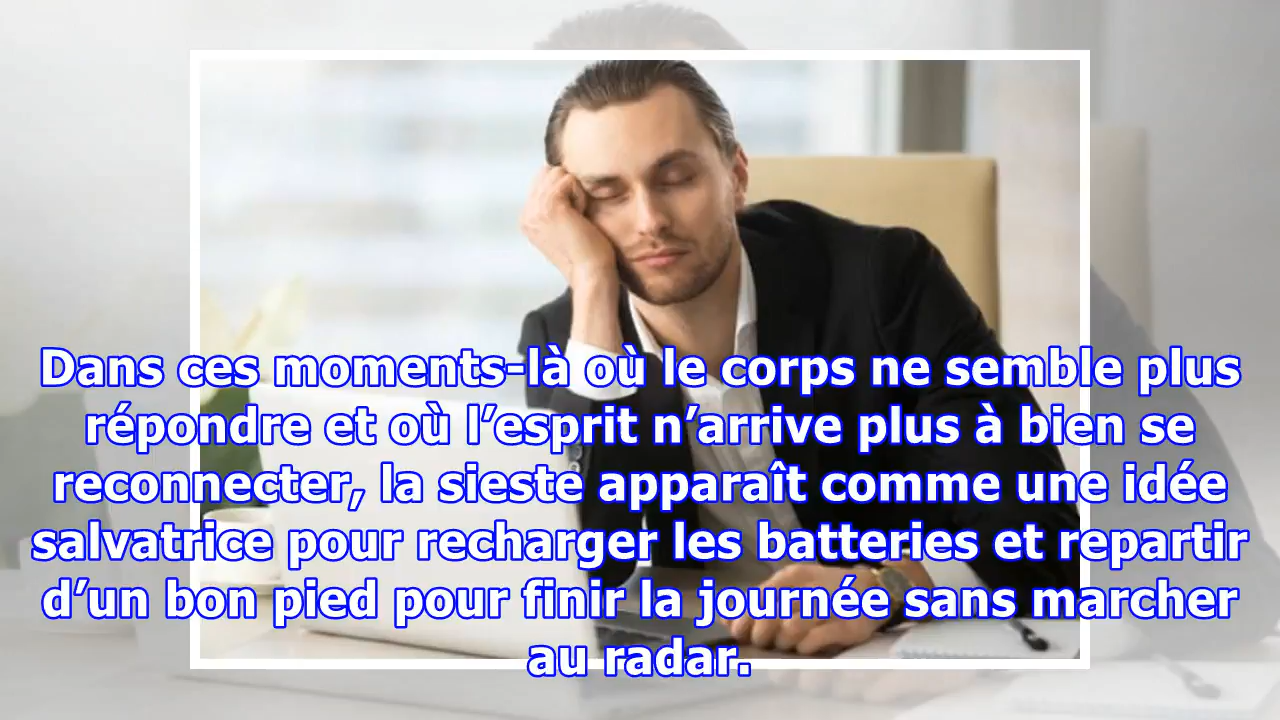 Dans ces moments-là où le corps ne semble plus
répondre et où l’esprit n’arrive plus à bien se
reconnecter, la sieste apparaît comme une idée
salvatrice pour recharger les batteries et repartir
d’un bon pied pour finir la journée sans marcher
au radar.